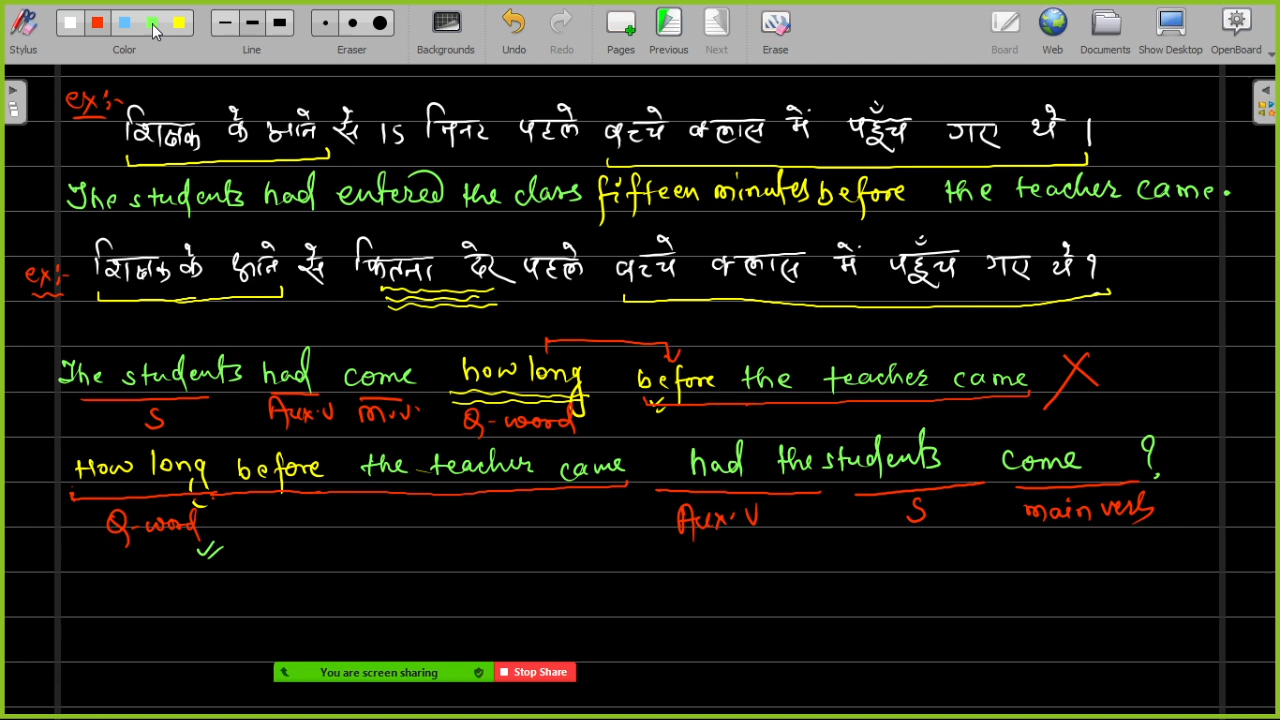 Stylus Color Line Eraser Backgrounds Undo Redo Pages Previous Next Erase Board Web Documents Show Desktop OpenBoard
ex:-
शिक्षक के आने से 15 मिनट पहले बच्चे क्लास में पहुँच गए थे।
The students had entered the class fifteen minutes before the teacher came.
ex:- शिक्षक के आने से कितना देर पहले बच्चे क्लास में पहुँच गए थे?
The students had come how long before the teacher came
S Aux.V M.V. Q-word
How long before the teacher came had the students come ?
Q-word Aux.V S main verb
You are screen sharing Stop Share